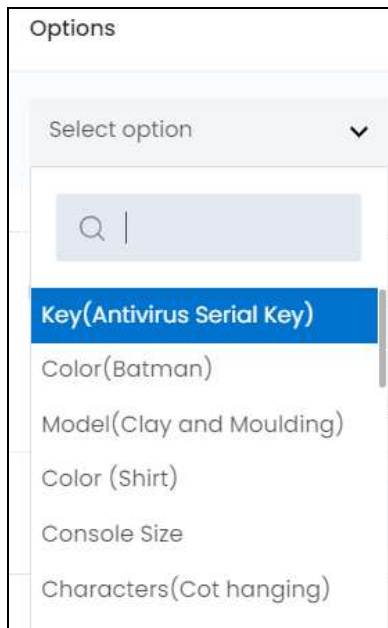 Options
Select option
Key(Antivirus Serial Key)
Color(Batman)
Model(Clay and Moulding)
Color (Shirt)
Console Size
Characters(Cot hanging)